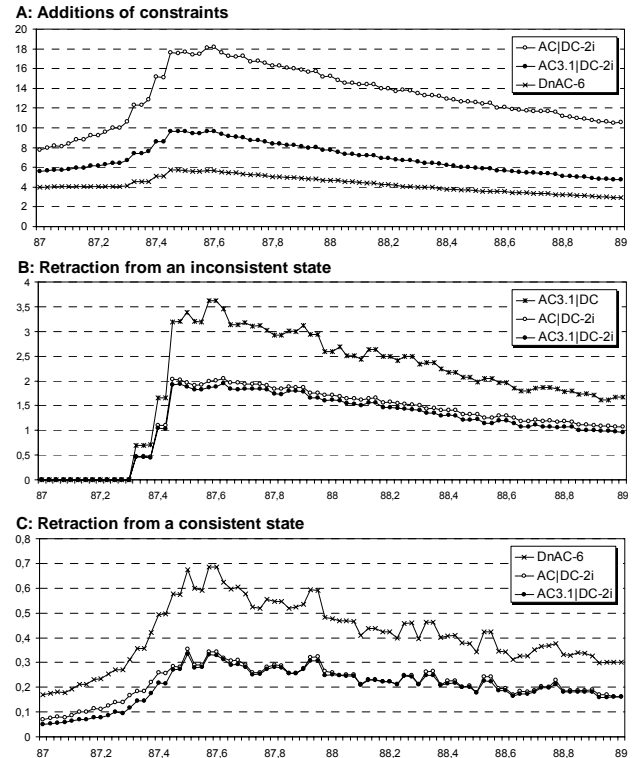 A: Additions of constraints
20
18
16
14
12
10
8
6
4
2
0
AC|DC-2i
AC3.1|DC-2i
DnAC-6
87 87,2 87,4 87,6 87,8 88 88,2 88,4 88,6 88,8 89
B: Retraction from an inconsistent state
4
3,5
3
2,5
2
1,5
1
0,5
0
AC3.1|DC
AC|DC-2i
AC3.1|DC-2i
87 87,2 87,4 87,6 87,8 88 88,2 88,4 88,6 88,8 89
C: Retraction from a consistent state
0,8
0,7
0,6
0,5
0,4
0,3
0,2
0,1
0
DnAC-6
AC|DC-2i
AC3.1|DC-2i
87 87,2 87,4 87,6 87,8 88 88,2 88,4 88,6 88,8 89